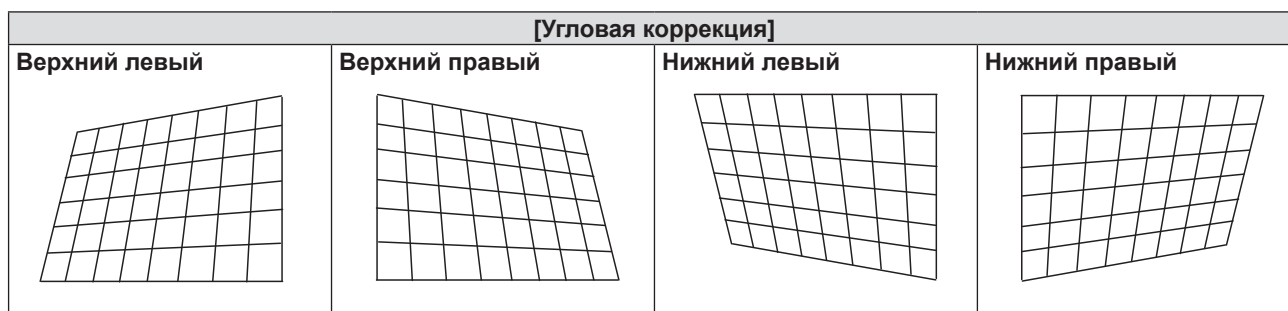 [Угловая коррекция]
Верхний левый
Верхний правый
Нижний левый
Нижний правый